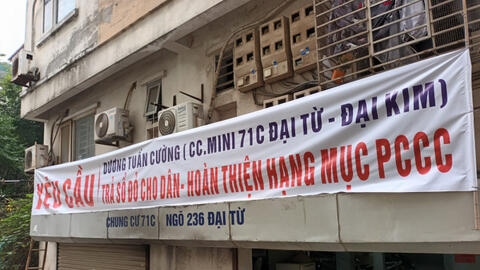 YÊU CẦU
DƯƠNG TUẤN CƯỜNG (CC.MINI 71C ĐẠI TỪ - ĐẠI KIM)
TRẢ SỔ ĐỎ CHO DÂN - HOÀN THIỆN HẠNG MỤC PCCC
CHUNG CƯ 71C NGÕ 236 ĐẠI TỪ